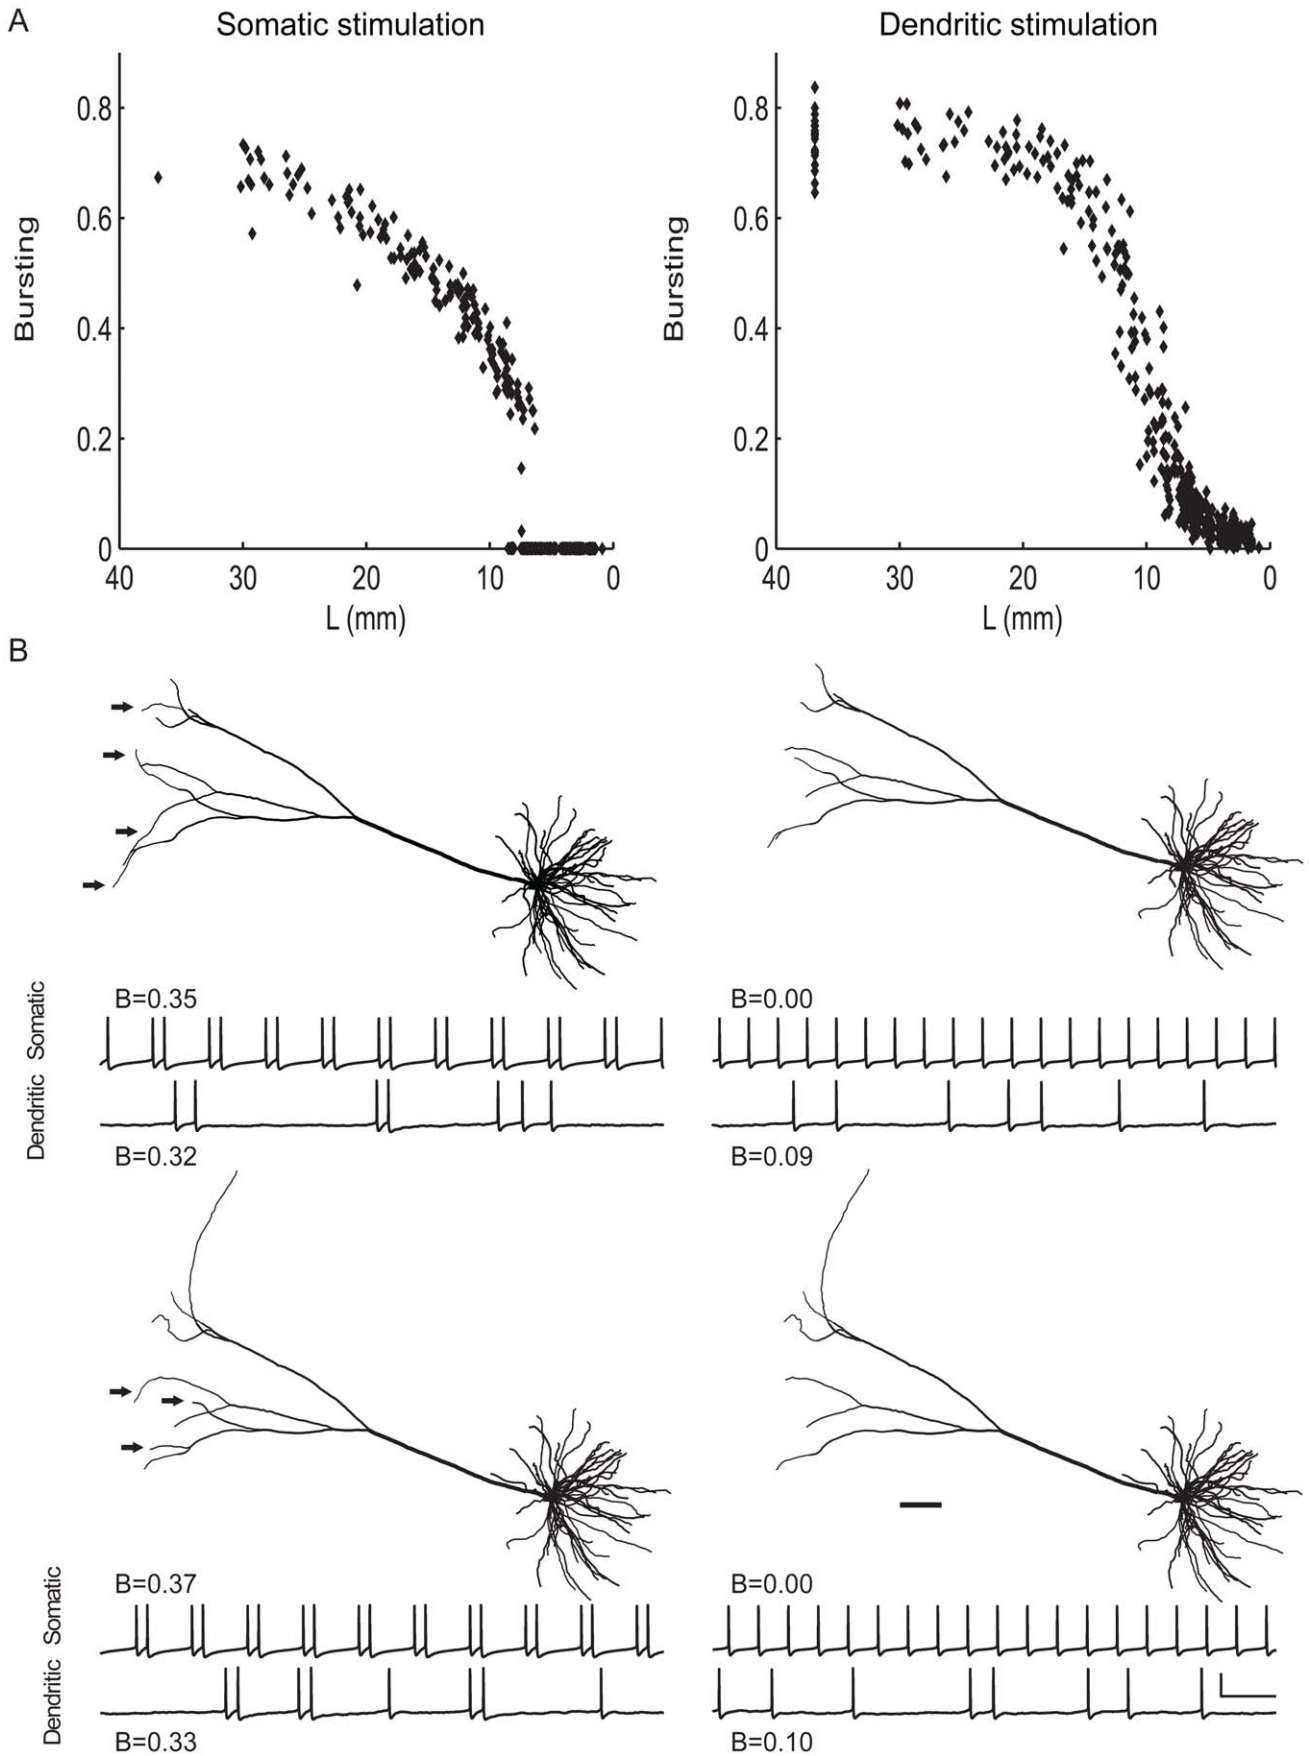 A
Somatic stimulation
Dendritic stimulation
Bursting
0.8
0.6
0.4
0.2
0
40 30 20 10 0
L (mm)
Bursting
0.8
0.6
0.4
0.2
0
40 30 20 10 0
L (mm)
B
B=0.35
B=0.00
Somatic
Dendritic
B=0.32
B=0.09
B=0.37
B=0.00
Somatic
Dendritic
B=0.33
B=0.10